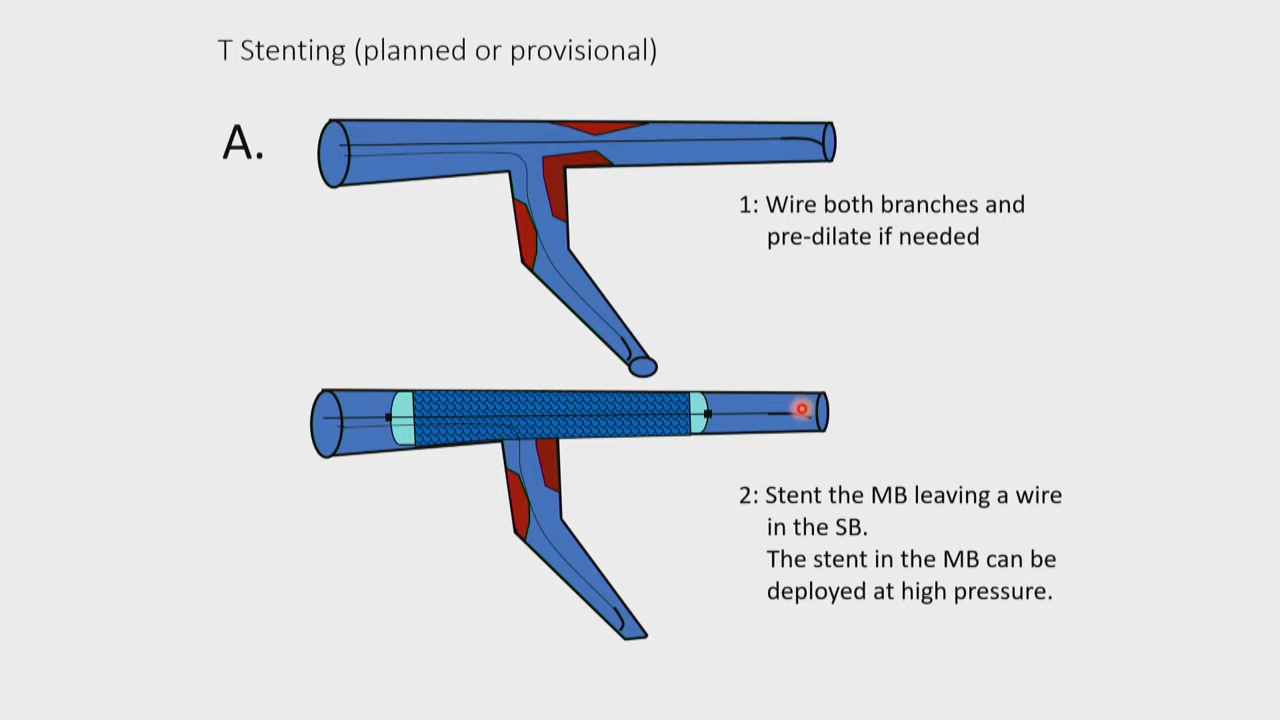 T Stenting (planned or provisional)
A.
1: Wire both branches and
pre-dilate if needed
2: Stent the MB leaving a wire
in the SB.
The stent in the MB can be
deployed at high pressure.